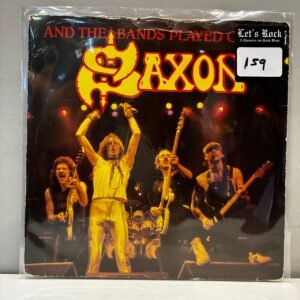 AND THE BANDS PLAYED O
SAXON
Let's Rock
159